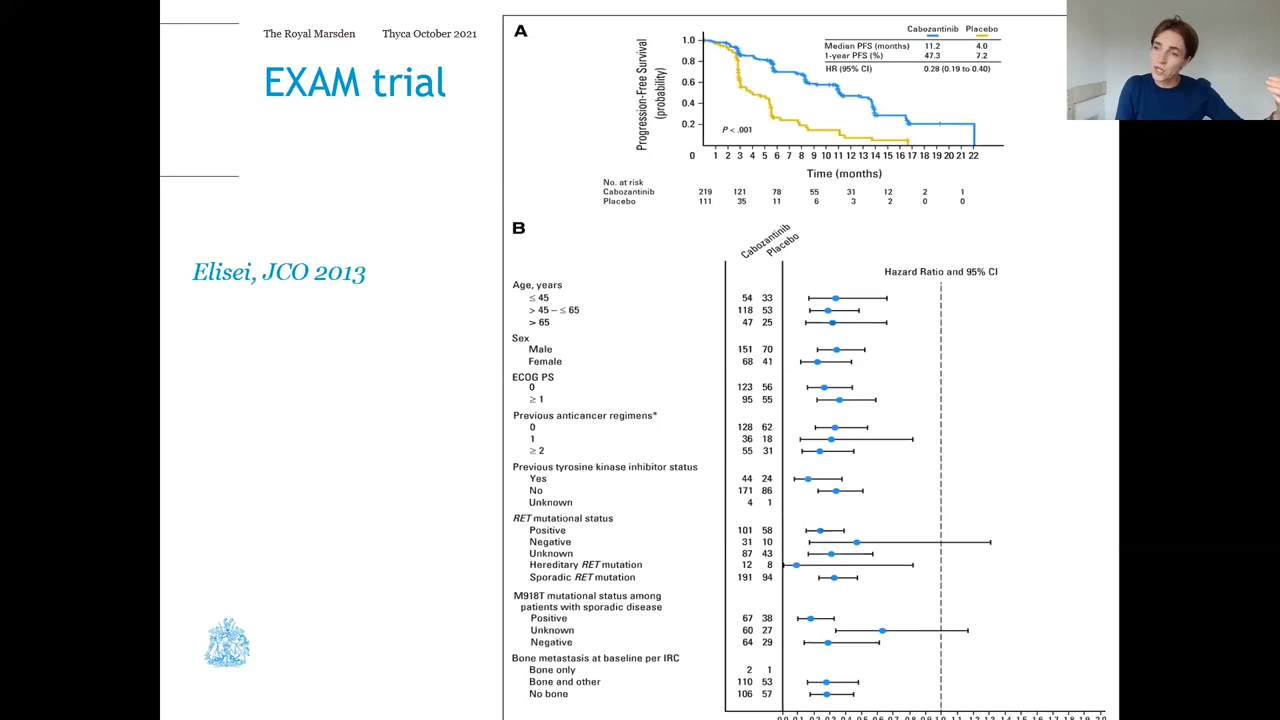 The Royal Marsden Thyca October 2021
EXAM trial
Elisei, JCO 2013
A
Cabozantinib Placebo
Median PFS (months) 11.2 4.0
1-year PFS (%) 47.3 7.2
HR (95% CI) 0.28 (0.19 to 0.40)
Progression-Free Survival
(probability)
1.0
0.8
0.6
0.4
0.2
P < .001
0 1 2 3 4 5 6 7 8 9 10 11 12 13 14 15 16 17 18 19 20 21 22
Time (months)
No. at risk
Cabozantinib 219 121 78 55 31 12 2 1
Placebo 111 35 11 6 3 2 0 0
B
Cabozantinib
Placebo
Hazard Ratio and 95% CI
Age, years
≤ 45 54 33
> 45 – ≤ 65 118 53
> 65 47 25
Sex
Male 151 70
Female 68 41
ECOG PS
0 123 56
≥ 1 95 55
Previous anticancer regimens*
0 128 62
1 36 18
≥ 2 55 31
Previous tyrosine kinase inhibitor status
Yes 44 24
No 171 86
Unknown 4 1
RET mutational status
Positive 101 58
Negative 31 10
Unknown 87 43
Hereditary RET mutation 12 8
Sporadic RET mutation 191 94
M918T mutational status among
patients with sporadic disease
Positive 67 38
Unknown 60 27
Negative 64 29
Bone metastasis at baseline per IRC
Bone only 2 1
Bone and other 110 53
No bone 106 57